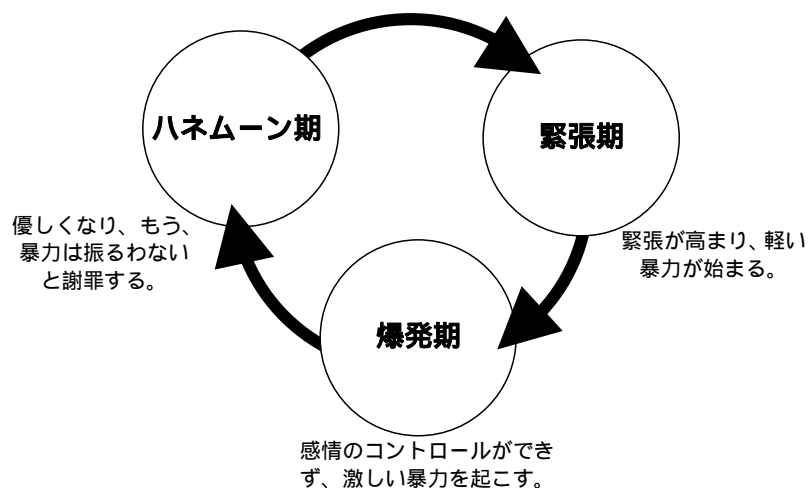 ハネムーン期
緊張期
優しくなり、もう、
暴力は振るわない
と謝罪する。
緊張が高まり、軽い
暴力が始まる。
爆発期
感情のコントロールができ
ず、激しい暴力を起こす。